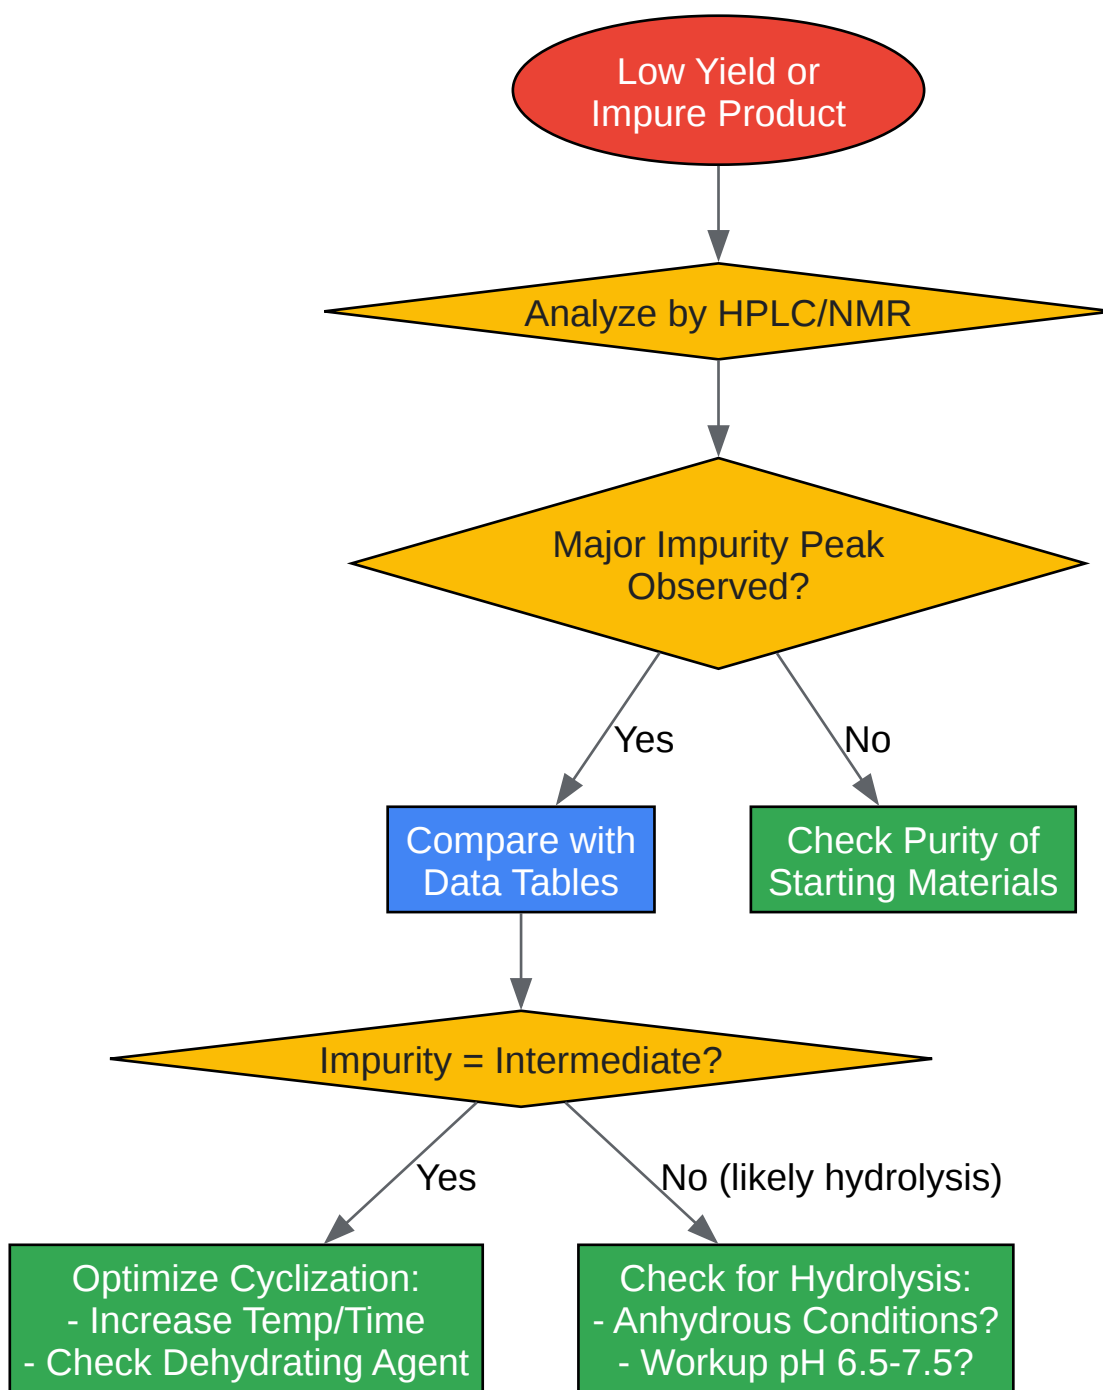 Low Yield or
Impure Product
Analyze by HPLC/NMR
Major Impurity Peak
Observed?
Yes
No
Compare with
Data Tables
Check Purity of
Starting Materials
Impurity = Intermediate?
Yes
No (likely hydrolysis)
Optimize Cyclization:
- Increase Temp/Time
- Check Dehydrating Agent
Check for Hydrolysis:
- Anhydrous Conditions?
- Workup pH 6.5-7.5?